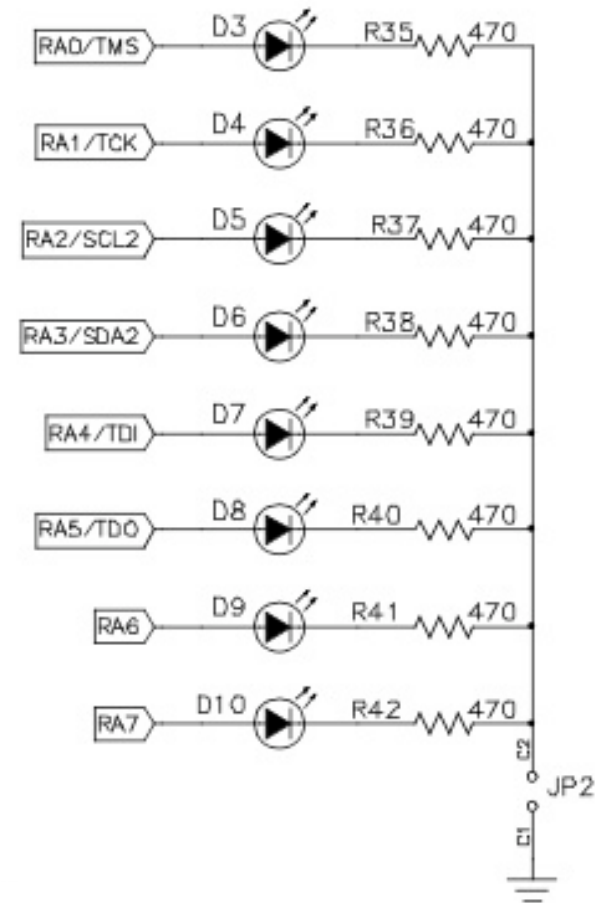 RA0/TMS D3 R35 470
RA1/TCK D4 R36 470
RA2/SCL2 D5 R37 470
RA3/SDA2 D6 R38 470
RA4/TDI D7 R39 470
RA5/TDO D8 R40 470
RA6 D9 R41 470
RA7 D10 R42 470
C2
JP2
C1